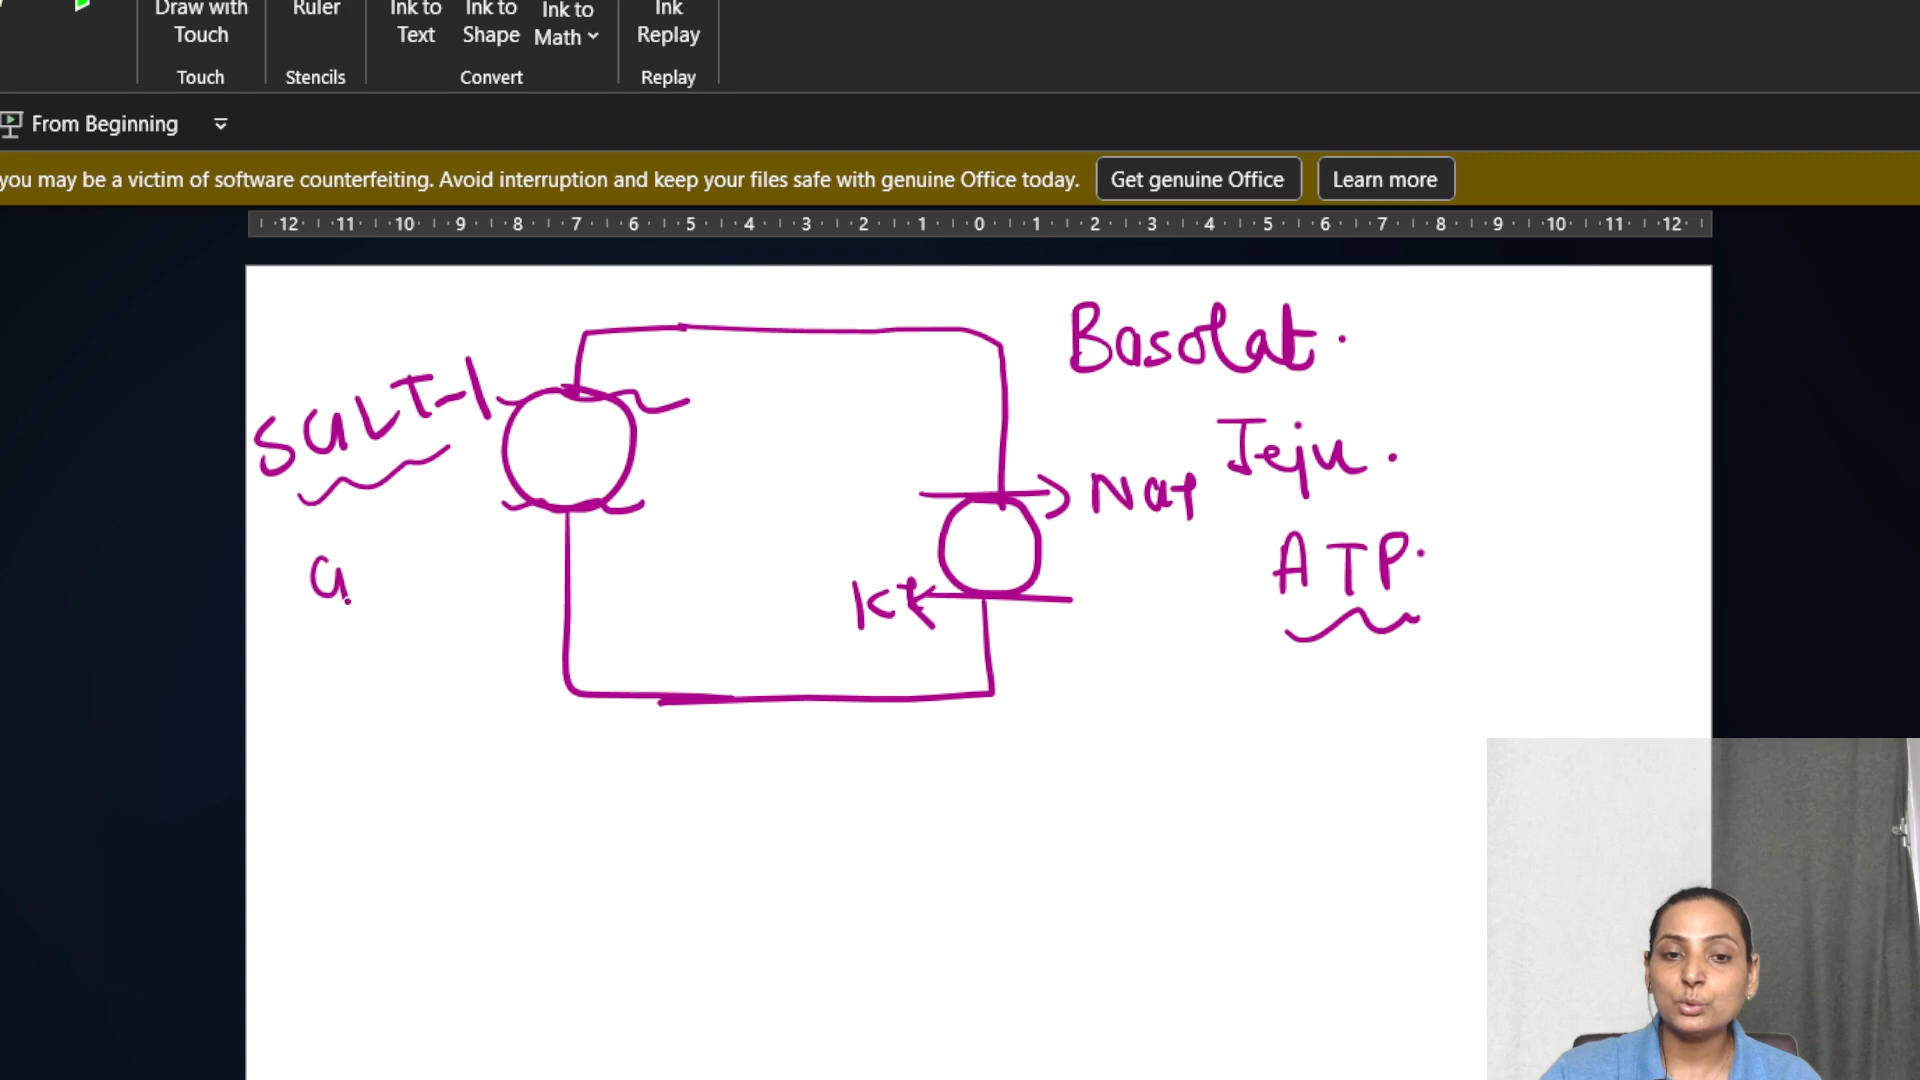 Draw with Touch
Ruler
Ink to Text
Ink to Shape
Ink to Math
Ink Replay
Touch
Stencils
Convert
Replay
From Beginning
you may be a victim of software counterfeiting. Avoid interruption and keep your files safe with genuine Office today.
Get genuine Office
Learn more
12 11 10 9 8 7 6 5 4 3 2 1 0 1 2 3 4 5 6 7 8 9 10 11 12
Basolat.
SGLT-1
Jeju.
Na+
ATP.
K+
G